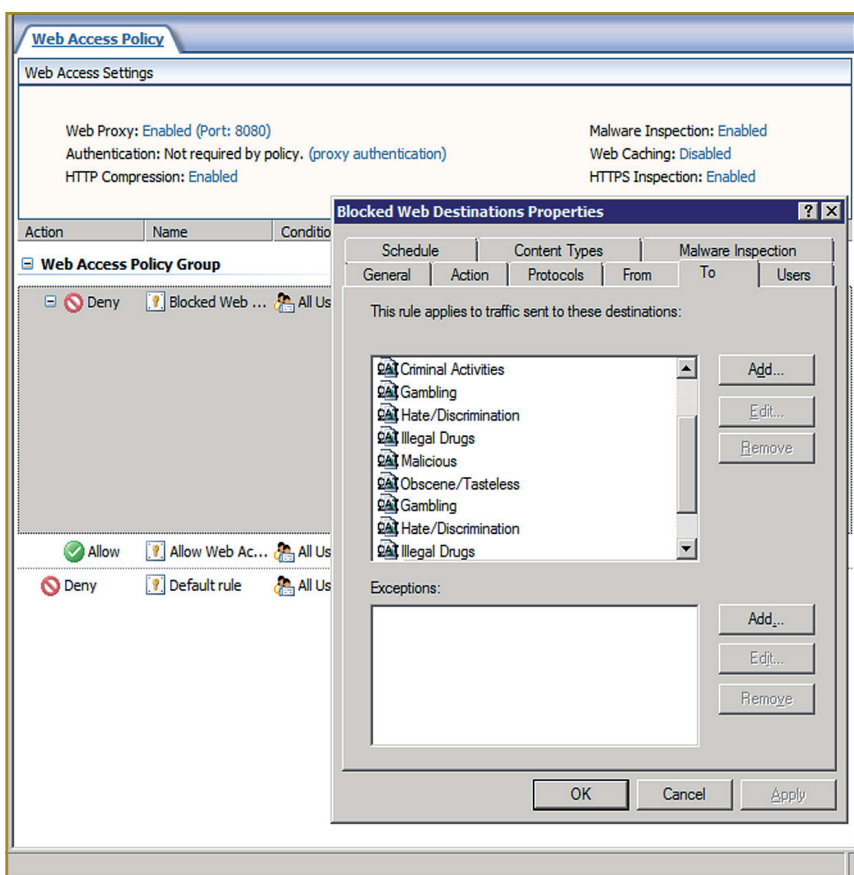 Web Access Policy
Web Access Settings
Web Proxy: Enabled (Port: 8080)
Authentication: Not required by policy. (proxy authentication)
HTTP Compression: Enabled
Malware Inspection: Enabled
Web Caching: Disabled
HTTPS Inspection: Enabled
Action Name Conditio
Web Access Policy Group
Deny Blocked Web ... All Us
Allow Allow Web Ac... All Us
Deny Default rule All Us
Blocked Web Destinations Properties
Schedule Content Types Malware Inspection
General Action Protocols From To Users
This rule applies to traffic sent to these destinations:
Criminal Activities
Gambling
Hate/Discrimination
Illegal Drugs
Malicious
Obscene/Tasteless
Gambling
Hate/Discrimination
Illegal Drugs
Add...
Edit...
Remove
Exceptions:
Add...
Edit...
Remove
OK Cancel Apply